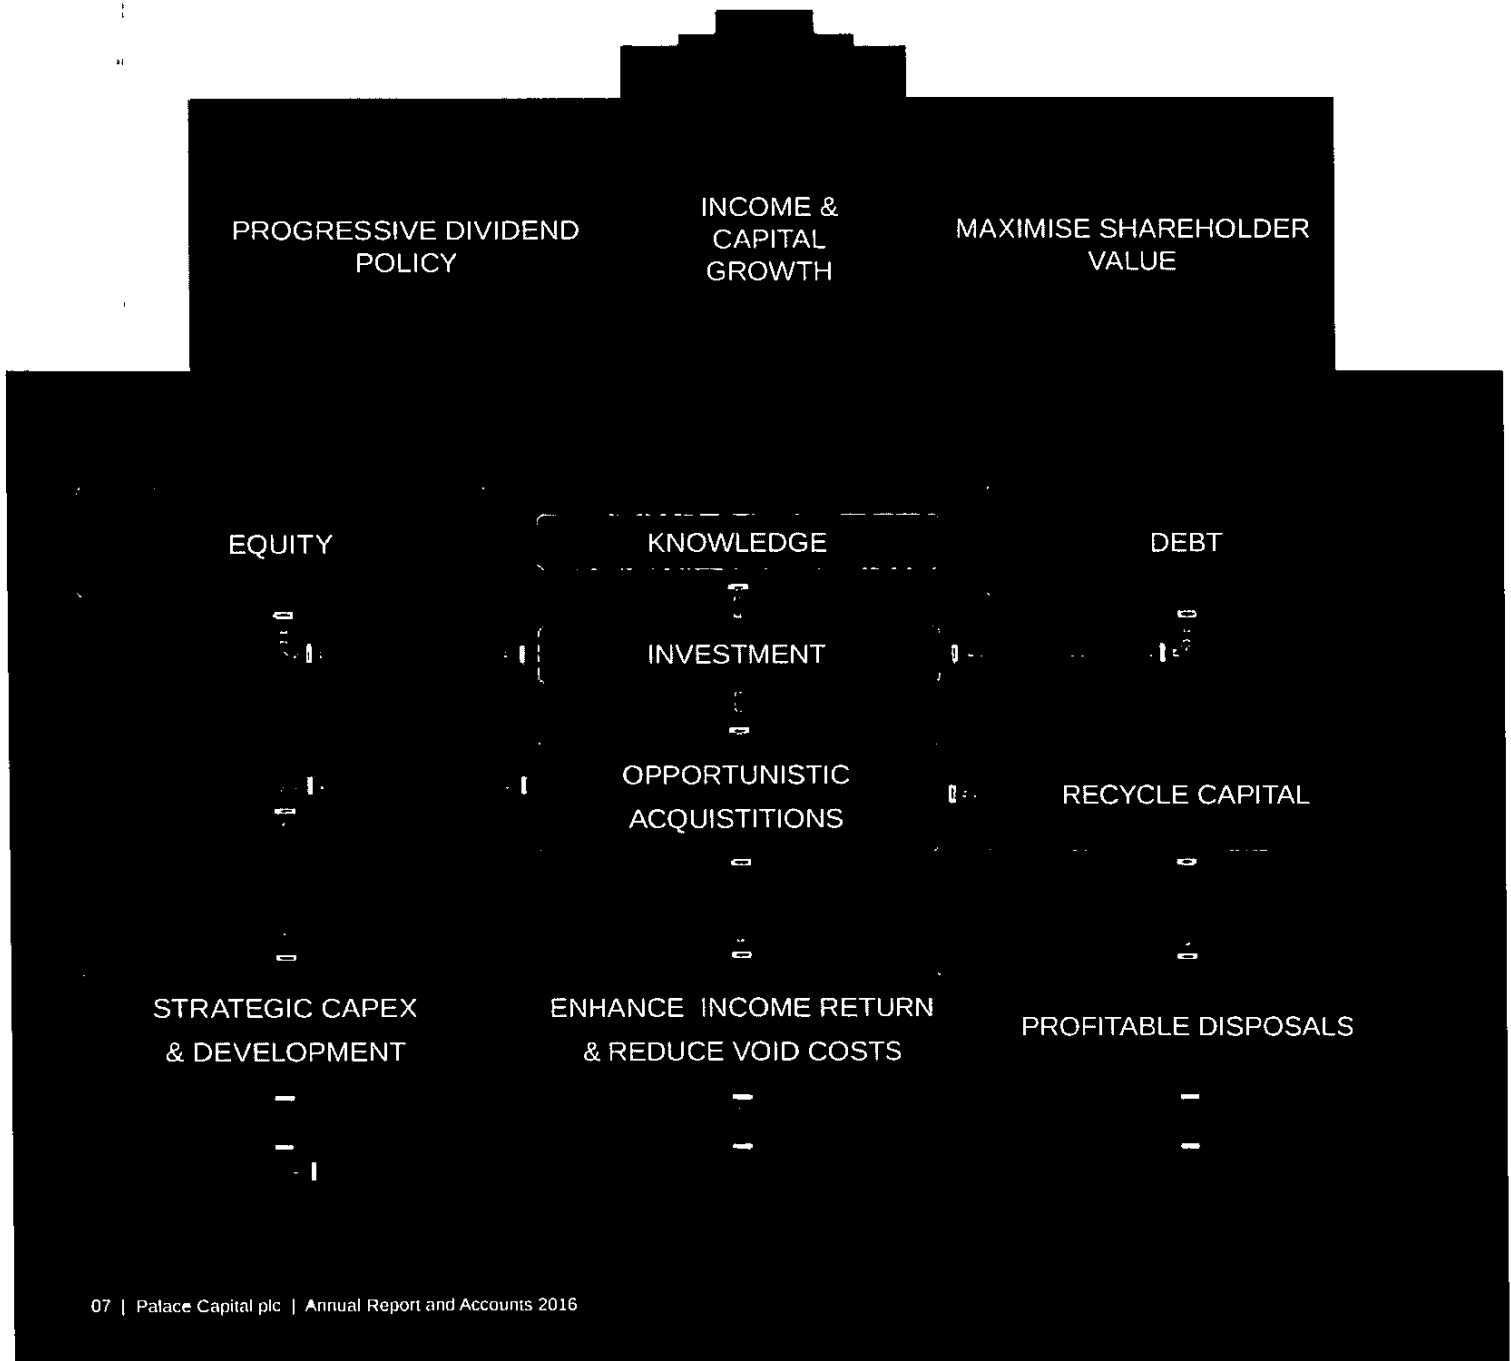 PROGRESSIVE DIVIDEND
POLICY
INCOME &
CAPITAL
GROWTH
MAXIMISE SHAREHOLDER
VALUE
EQUITY
KNOWLEDGE
DEBT
INVESTMENT
OPPORTUNISTIC
ACQUISTITIONS
RECYCLE CAPITAL
STRATEGIC CAPEX
& DEVELOPMENT
ENHANCE INCOME RETURN
& REDUCE VOID COSTS
PROFITABLE DISPOSALS
07 | Palace Capital plc | Annual Report and Accounts 2016